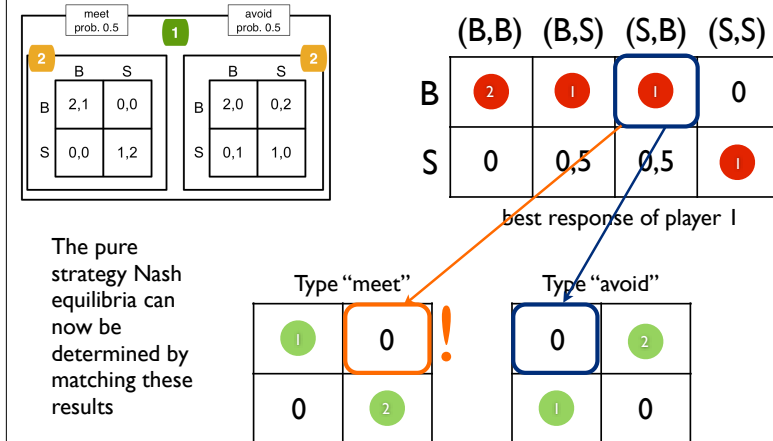 meet
prob. 0.5
avoid
prob. 0.5
1
2
2
B S
B S
B 2,1 0,0
B 2,0 0,2
S 0,0 1,2
S 0,1 1,0
(B,B) (B,S) (S,B) (S,S)
B 2 1 1 0
S 0 0,5 0,5 1
best response of player 1
The pure
strategy Nash
equilibria can
now be
determined by
matching these
results
Type “meet”
1 0 !
0 2
Type “avoid”
0 2
1 0